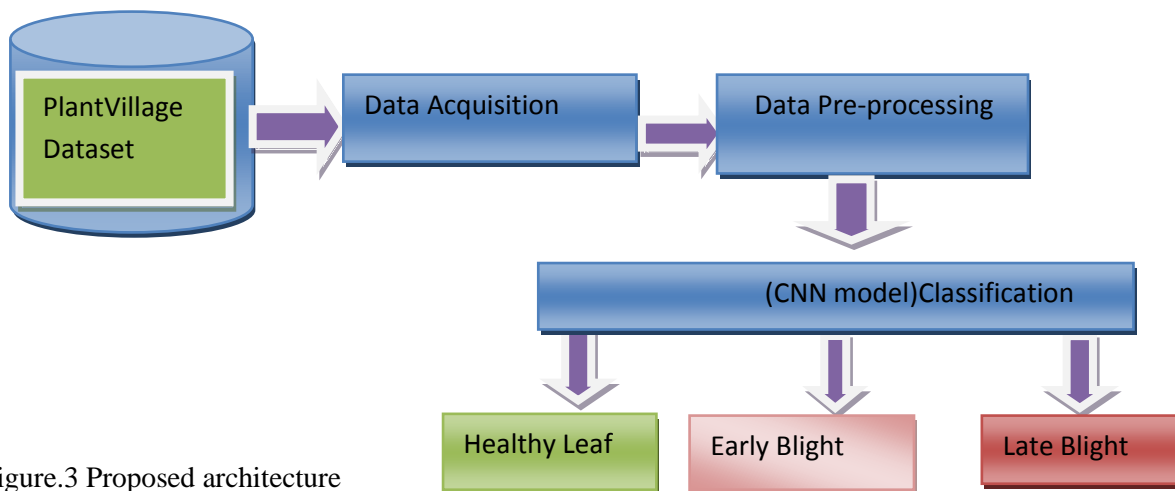 PlantVillage
Dataset
Data Acquisition
Data Pre-processing
(CNN model)Classification
Healthy Leaf
Early Blight
Late Blight
igure.3 Proposed architecture